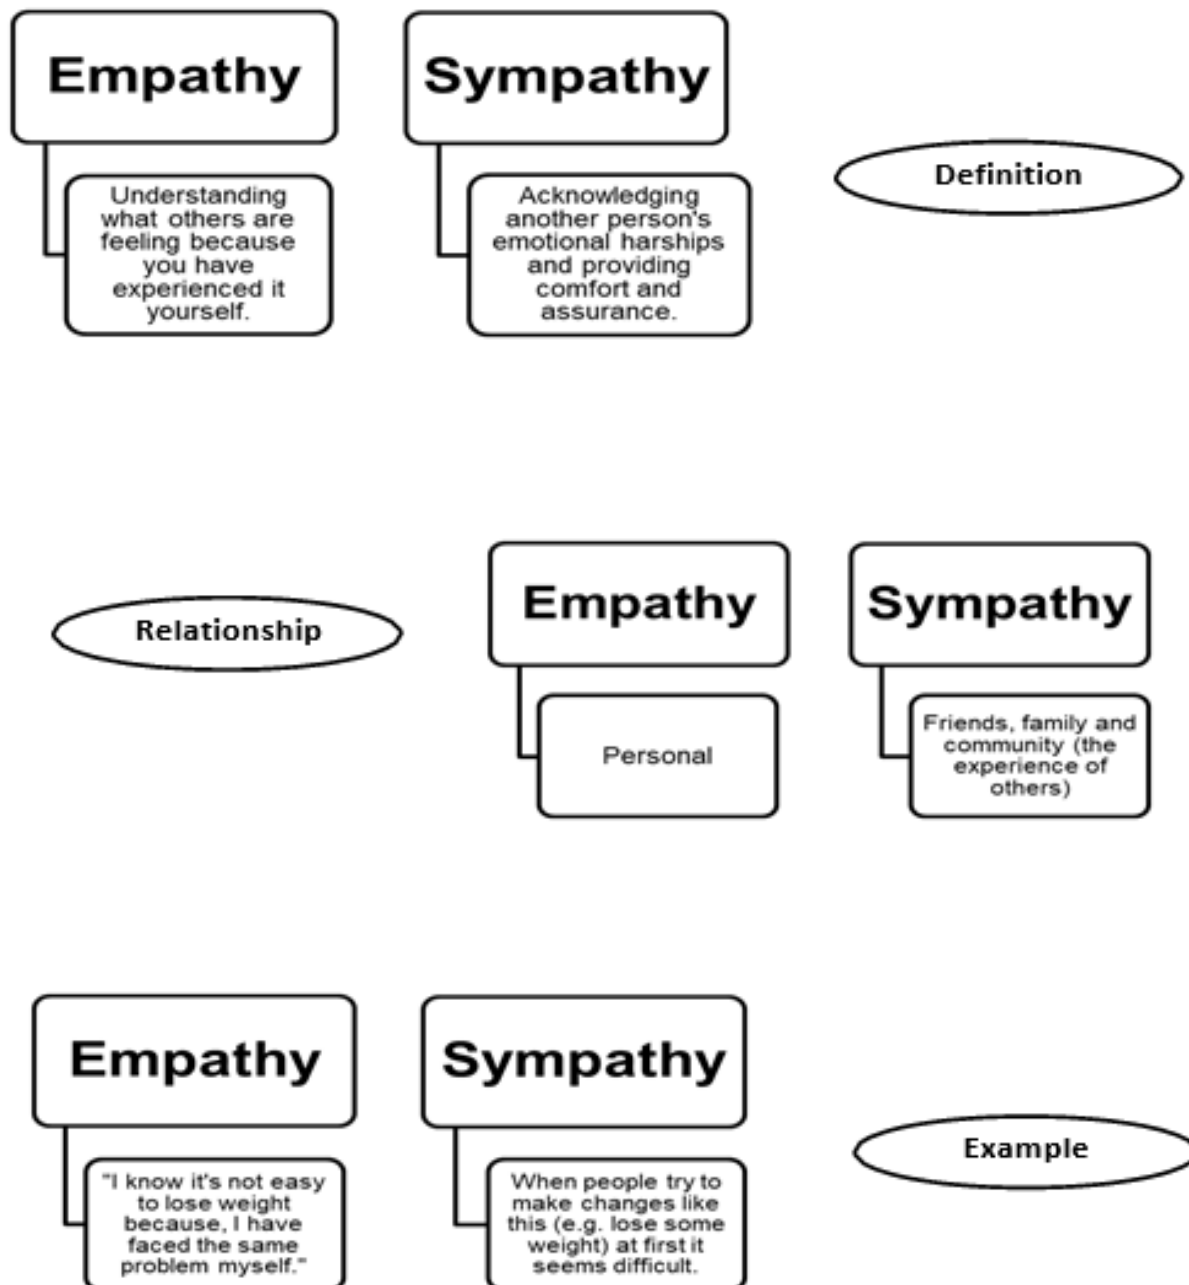 Empathy
Understanding
what others are
feeling because
you have
experienced it
yourself.
Sympathy
Acknowledging
another person's
emotional harships
and providing
comfort and
assurance.
Definition
Relationship
Empathy
Personal
Sympathy
Friends, family and
community (the
experience of
others)
Empathy
"I know it's not easy
to lose weight
because, I have
faced the same
problem myself."
Sympathy
When people try to
make changes like
this (e.g. lose some
weight) at first it
seems difficult.
Example